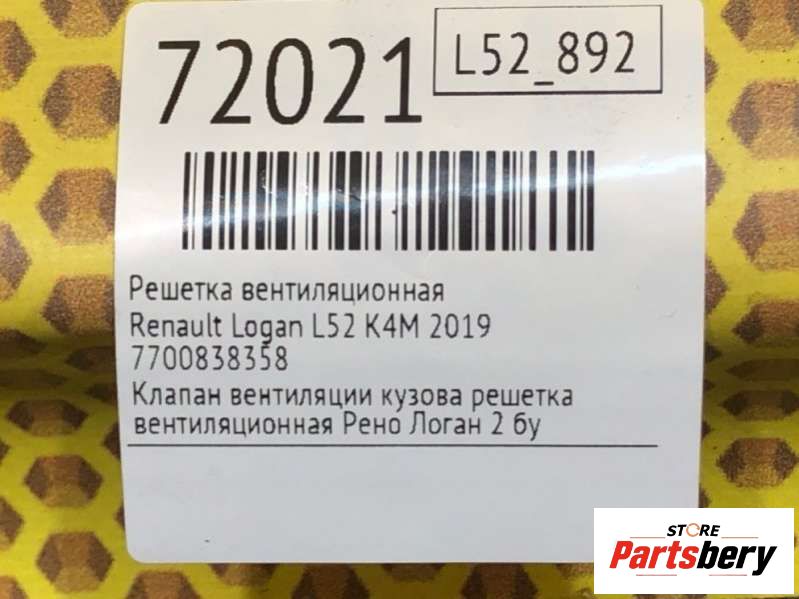 72021
L52_892
Решетка вентиляционная
Renault Logan L52 K4M 2019
7700838358
Клапан вентиляции кузова решетка
вентиляционная Рено Логан 2 бу
STORE
Partsbery